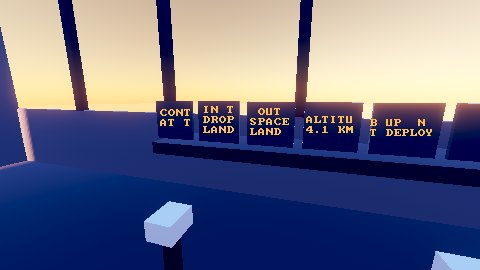 CONT
AT T
IN T
DROP
LAND
OUT
SPACE
LAND
ALTITU
4.1 KM
B UP N
T DEPLOY